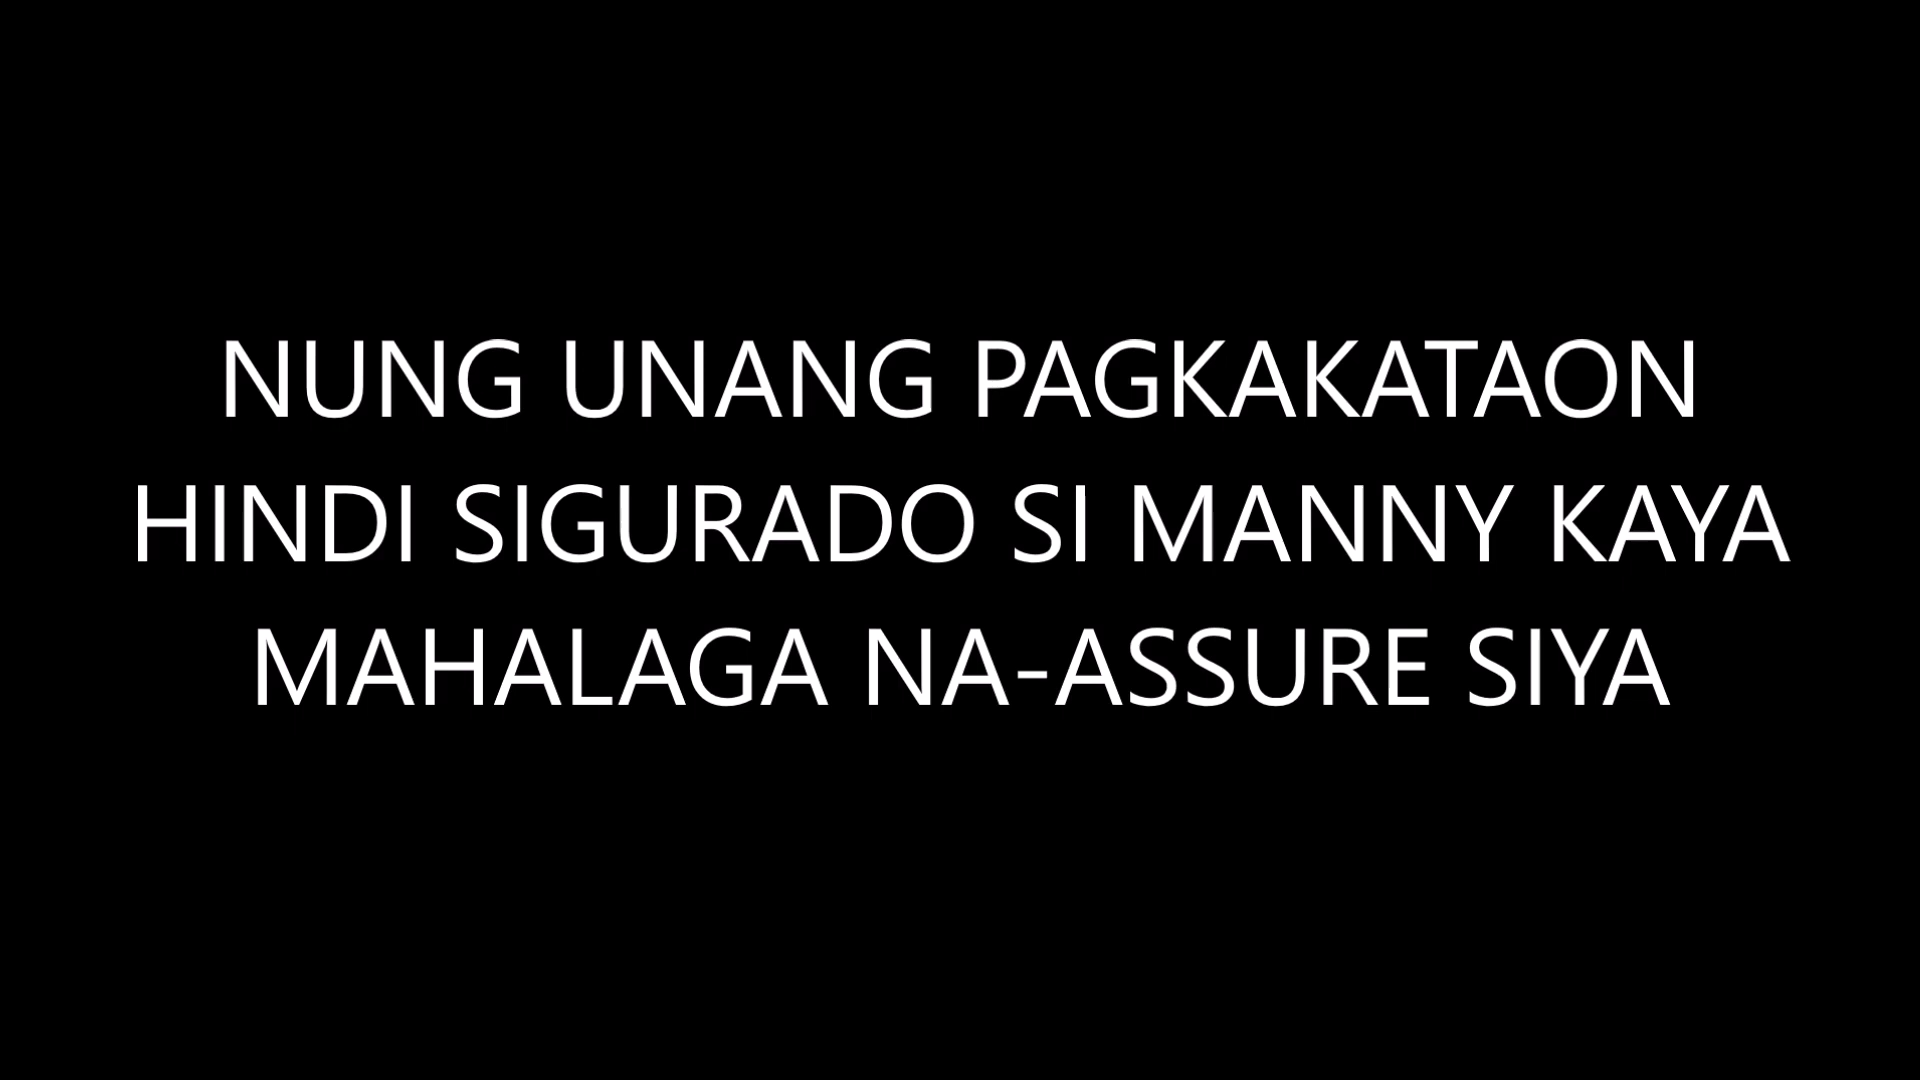 NUNG UNANG PAGKAKATAON
HINDI SIGURADO SI MANNY KAYA
MAHALAGA NA-ASSURE SIYA